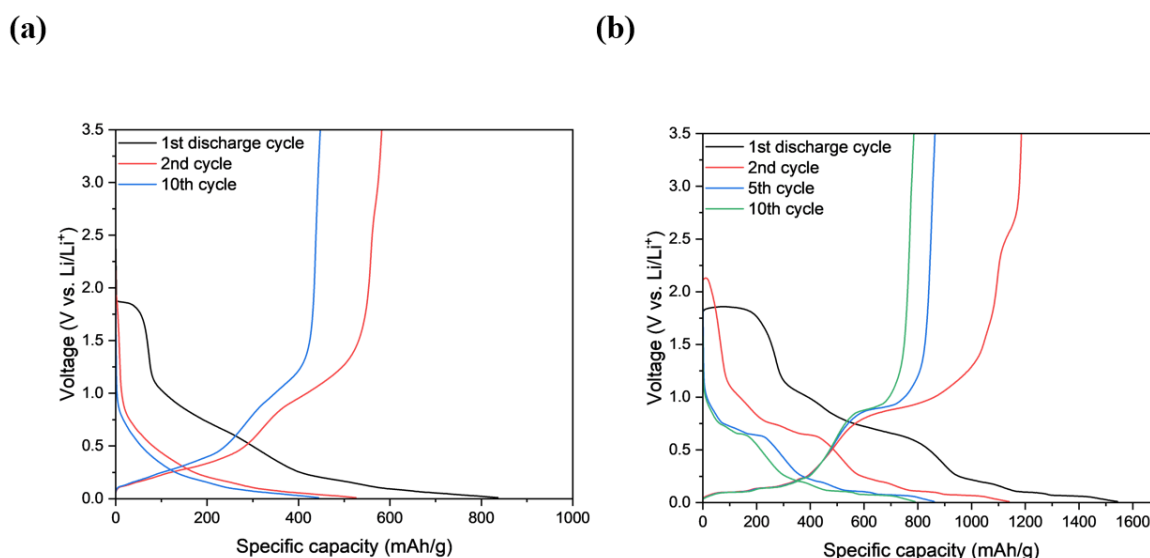 (a)
3.5
3.0
2.5
2.0
1.5
1.0
0.5
0.0
Voltage (V vs. Li/Li⁺)
1st discharge cycle
2nd cycle
10th cycle
0 200 400 600 800 1000
Specific capacity (mAh/g)
(b)
3.5
3.0
2.5
2.0
1.5
1.0
0.5
0.0
Voltage (V vs. Li/Li⁺)
1st discharge cycle
2nd cycle
5th cycle
10th cycle
0 200 400 600 800 1000 1200 1400 1600
Specific capacity (mAh/g)